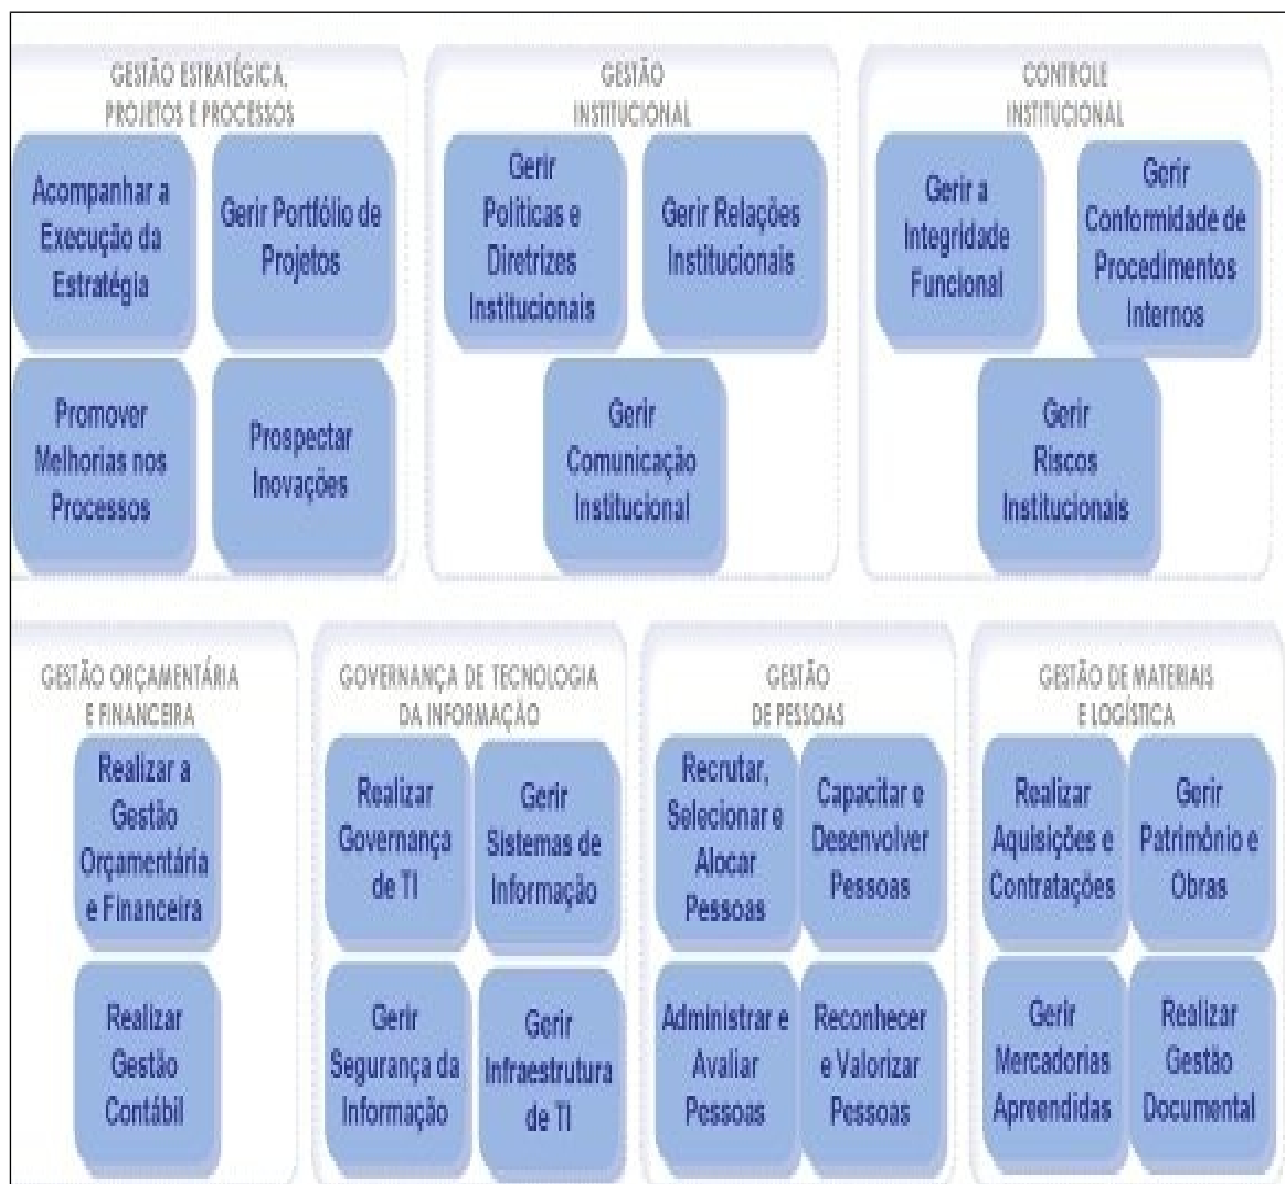 GESTÃO ESTRATÉGICA,
PROJETOS E PROCESSOS
Acompanhar a
Execução da
Estratégia
Gerir Portfólio de
Projetos
Promover
Melhorias nos
Processos
Prospectar
Inovações
GESTÃO
INSTITUCIONAL
Gerir
Políticas e
Diretrizes
Institucionais
Gerir Relações
Institucionais
Gerir
Comunicação
Institucional
CONTROLE
INSTITUCIONAL
Gerir a
Integridade
Funcional
Gerir
Conformidade de
Procedimentos
Internos
Gerir
Riscos
Institucionais
GESTÃO ORÇAMENTÁRIA
E FINANCEIRA
Realizar a
Gestão
Orçamentária
e Financeira
Realizar
Gestão
Contábil
GOVERNANÇA DE TECNOLOGIA
DA INFORMAÇÃO
Realizar
Governança
de TI
Gerir
Sistemas de
Informação
Gerir
Segurança da
Informação
Gerir
Infraestrutura
de TI
GESTÃO
DE PESSOAS
Recrutar,
Selecionar e
Alocar
Pessoas
Capacitar e
Desenvolver
Pessoas
Administrar e
Avaliar
Pessoas
Reconhecer
e Valorizar
Pessoas
GESTÃO DE MATERIAIS
E LOGÍSTICA
Realizar
Aquisições e
Contratações
Gerir
Patrimônio e
Obras
Gerir
Mercadorias
Apreendidas
Realizar
Gestão
Documental